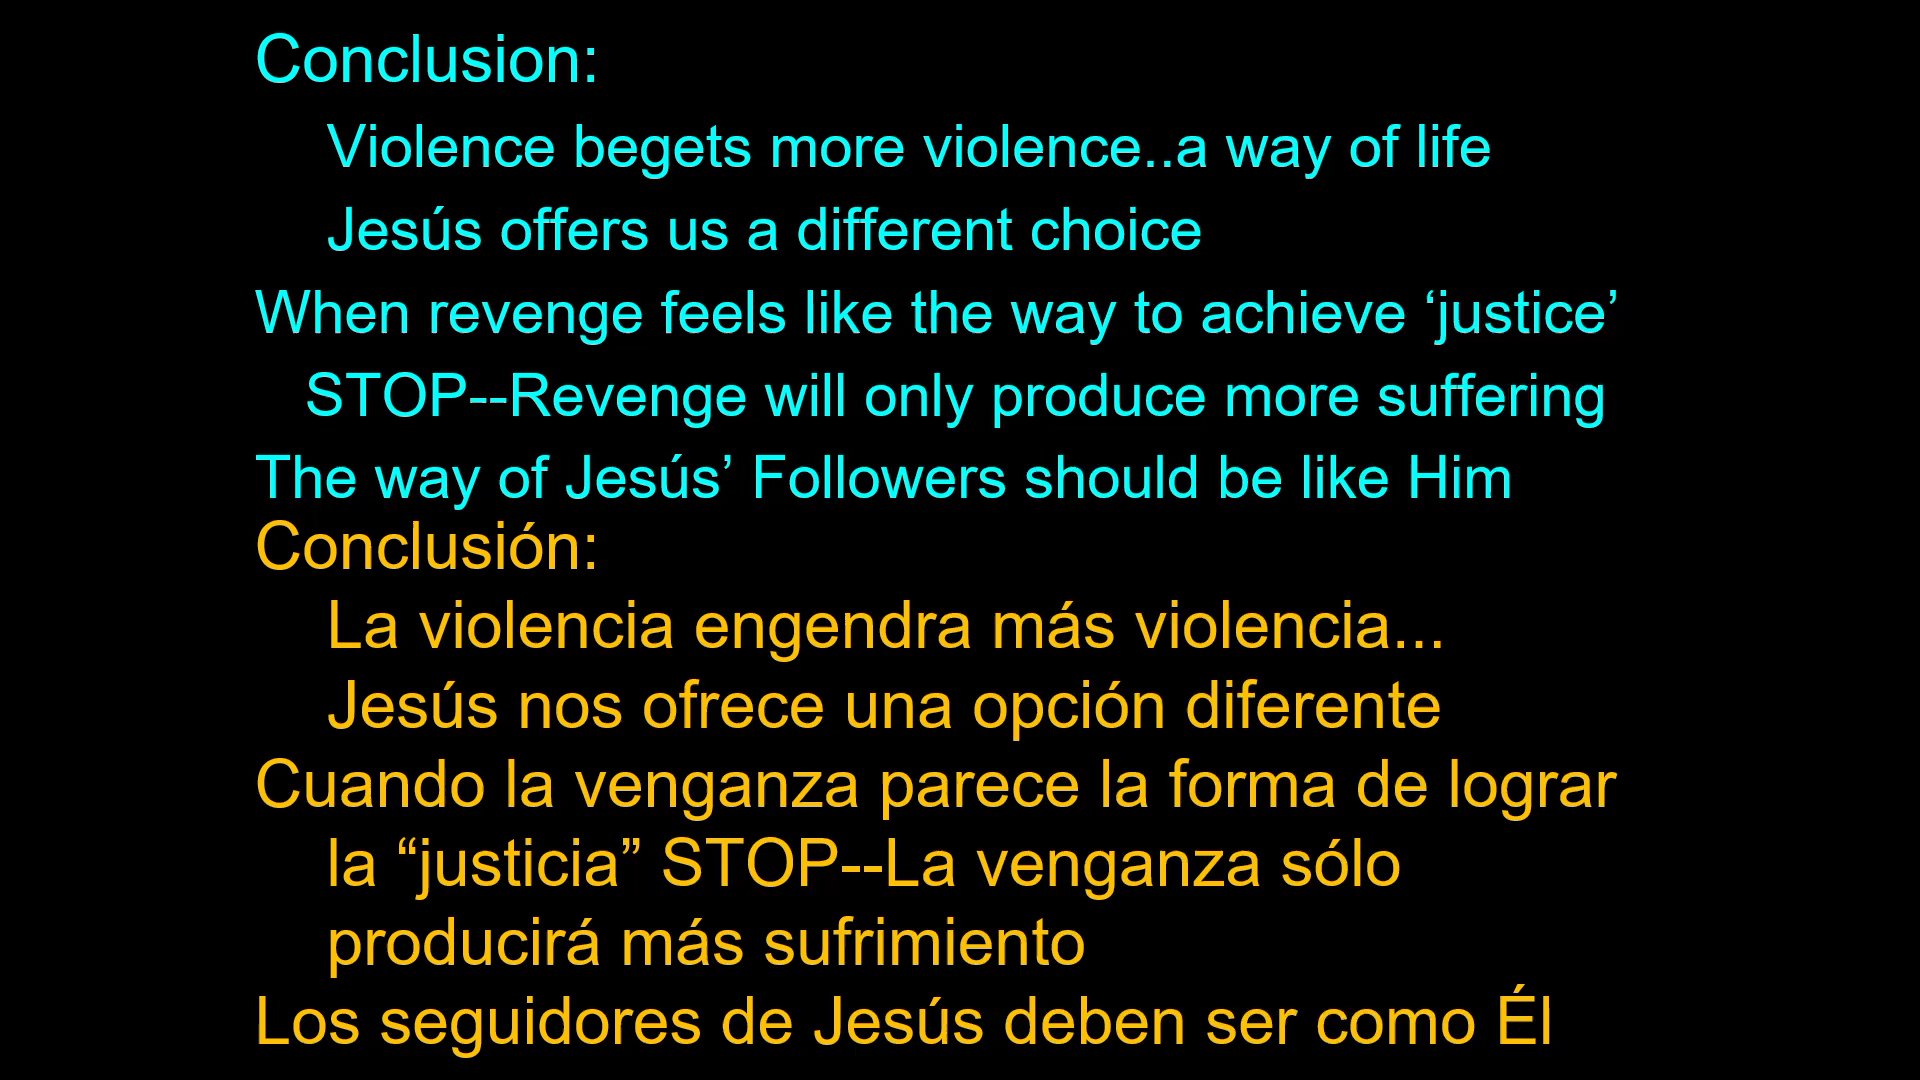 Conclusion:
Violence begets more violence..a way of life
Jesús offers us a different choice
When revenge feels like the way to achieve ‘justice’
STOP--Revenge will only produce more suffering
The way of Jesús’ Followers should be like Him
Conclusión:
La violencia engendra más violencia...
Jesús nos ofrece una opción diferente
Cuando la venganza parece la forma de lograr
la “justicia” STOP--La venganza sólo
producirá más sufrimiento
Los seguidores de Jesús deben ser como Él